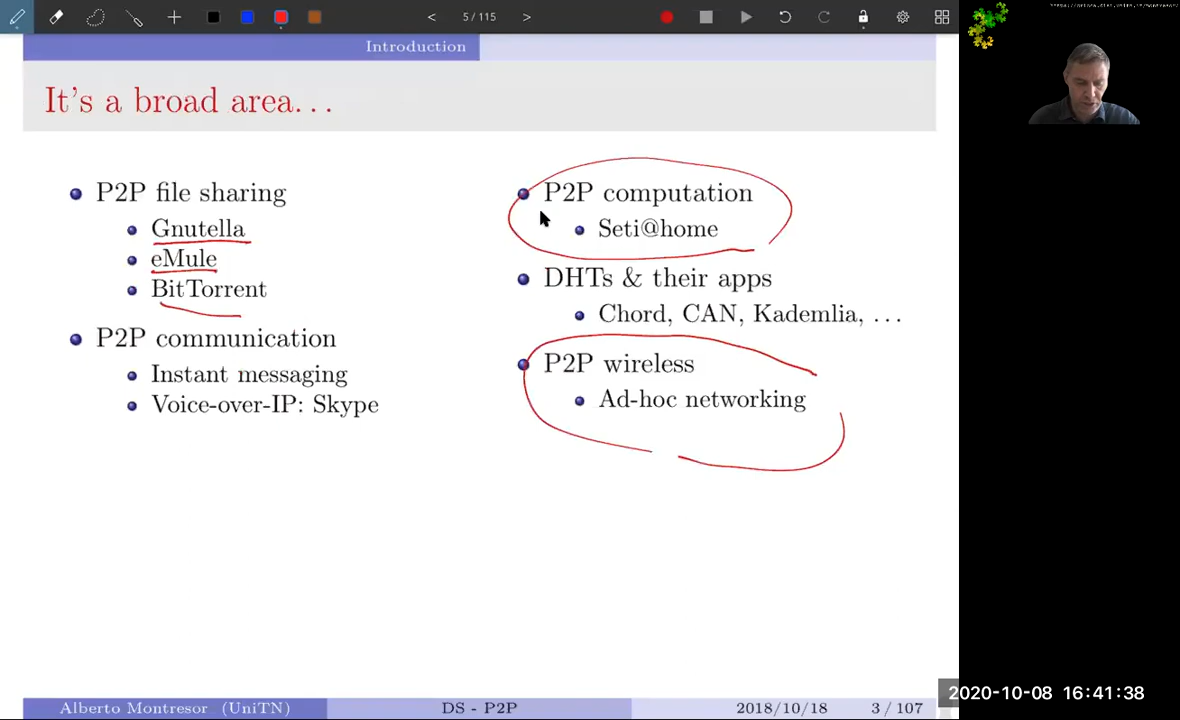 5 / 115
Introduction
It's a broad area...
P2P file sharing
Gnutella
eMule
BitTorrent
P2P communication
Instant messaging
Voice-over-IP: Skype
P2P computation
Seti@home
DHTs & their apps
Chord, CAN, Kademlia, ...
P2P wireless
Ad-hoc networking
Alberto Montresor (UniTN)
DS - P2P
2018/10/18
3 / 107
2020-10-08 16:41:38